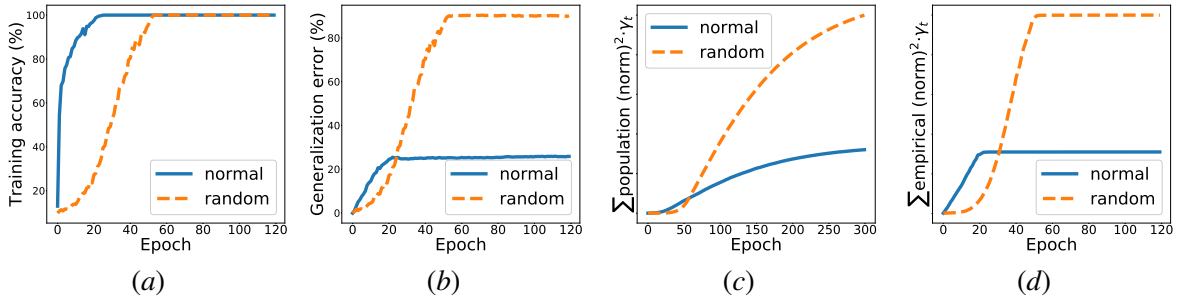 Training accuracy (%)
100
80
60
40
20
0 20 40 60 80 100 120
Epoch
normal
random
(a)
Generalization error (%)
80
60
40
20
0
0 20 40 60 80 100 120
Epoch
normal
random
(b)
∑population (norm)²·γₜ
0 50 100 150 200 250 300
Epoch
normal
random
(c)
∑empirical (norm)²·γₜ
0 20 40 60 80 100 120
Epoch
normal
random
(d)